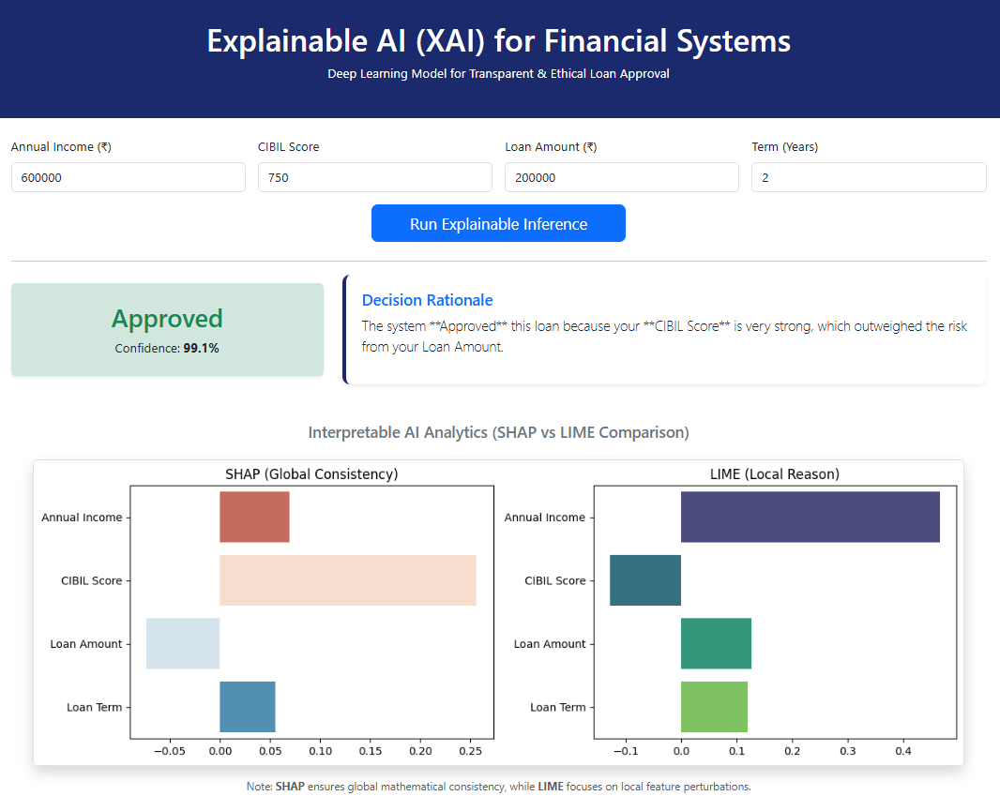 Explainable AI (XAI) for Financial Systems
Deep Learning Model for Transparent & Ethical Loan Approval
Annual Income (₹) CIBIL Score Loan Amount (₹) Term (Years)
600000 750 200000 2
Run Explainable Inference
Approved
Confidence: 99.1%
Decision Rationale
The system **Approved** this loan because your **CIBIL Score** is very strong, which outweighed the risk
from your Loan Amount.
Interpretable AI Analytics (SHAP vs LIME Comparison)
SHAP (Global Consistency)
Annual Income
CIBIL Score
Loan Amount
Loan Term
−0.05 0.00 0.05 0.10 0.15 0.20 0.25
LIME (Local Reason)
Annual Income
CIBIL Score
Loan Amount
Loan Term
−0.1 0.0 0.1 0.2 0.3 0.4
Note: SHAP ensures global mathematical consistency, while LIME focuses on local feature perturbations.